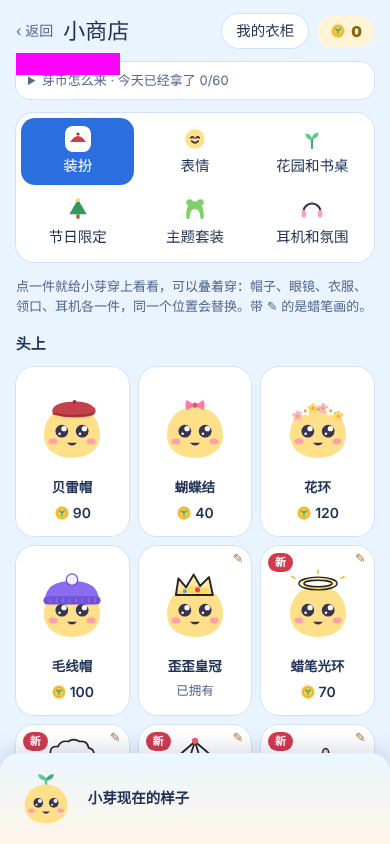 ‹ 返回 小商店 我的衣柜 0
▶ 芽币怎么来 · 今天已经拿了 0/60
装扮 表情 花园和书桌
节日限定 主题套装 耳机和氛围
点一件就给小芽穿上看看，可以叠着穿：帽子、眼镜、衣服、
领口、耳机各一件，同一个位置会替换。带 ✎ 的是蜡笔画的。
头上
贝雷帽 蝴蝶结 花环
90 40 120
新
毛线帽 歪歪皇冠 蜡笔光环
100 已拥有 70
新 新 新
小芽现在的样子